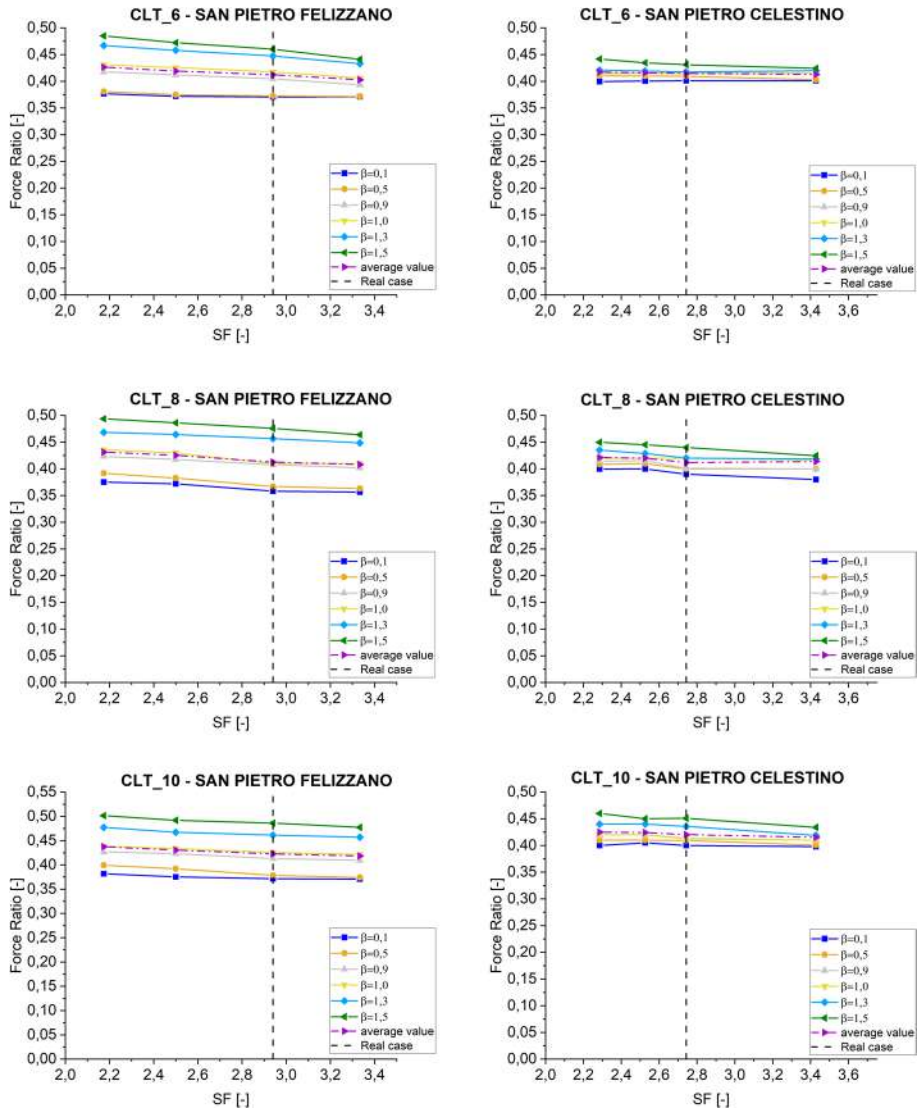 CLT_6 - SAN PIETRO FELIZZANO
0,50
0,45
0,40
0,35
0,30
0,25
0,20
0,15
0,10
0,05
0,00
Force Ratio [-]
β=0,1
β=0,5
β=0,9
β=1,0
β=1,3
β=1,5
average value
Real case
2,0 2,2 2,4 2,6 2,8 3,0 3,2 3,4
SF [-]
CLT_6 - SAN PIETRO CELESTINO
0,50
0,45
0,40
0,35
0,30
0,25
0,20
0,15
0,10
0,05
0,00
Force Ratio [-]
β=0,1
β=0,5
β=0,9
β=1,0
β=1,3
β=1,5
average value
Real case
2,0 2,2 2,4 2,6 2,8 3,0 3,2 3,4 3,6
SF [-]
CLT_8 - SAN PIETRO FELIZZANO
0,50
0,45
0,40
0,35
0,30
0,25
0,20
0,15
0,10
0,05
0,00
Force Ratio [-]
β=0,1
β=0,5
β=0,9
β=1,0
β=1,3
β=1,5
average value
Real case
2,0 2,2 2,4 2,6 2,8 3,0 3,2 3,4
SF [-]
CLT_8 - SAN PIETRO CELESTINO
0,50
0,45
0,40
0,35
0,30
0,25
0,20
0,15
0,10
0,05
0,00
Force Ratio [-]
β=0,1
β=0,5
β=0,9
β=1,0
β=1,3
β=1,5
average value
Real case
2,0 2,2 2,4 2,6 2,8 3,0 3,2 3,4 3,6
SF [-]
CLT_10 - SAN PIETRO FELIZZANO
0,55
0,50
0,45
0,40
0,35
0,30
0,25
0,20
0,15
0,10
0,05
0,00
Force Ratio [-]
β=0,1
β=0,5
β=0,9
β=1,0
β=1,3
β=1,5
average value
Real case
2,0 2,2 2,4 2,6 2,8 3,0 3,2 3,4
SF [-]
CLT_10 - SAN PIETRO CELESTINO
0,50
0,45
0,40
0,35
0,30
0,25
0,20
0,15
0,10
0,05
0,00
Force Ratio [-]
β=0,1
β=0,5
β=0,9
β=1,0
β=1,3
β=1,5
average value
Real case
2,0 2,2 2,4 2,6 2,8 3,0 3,2 3,4 3,6
SF [-]